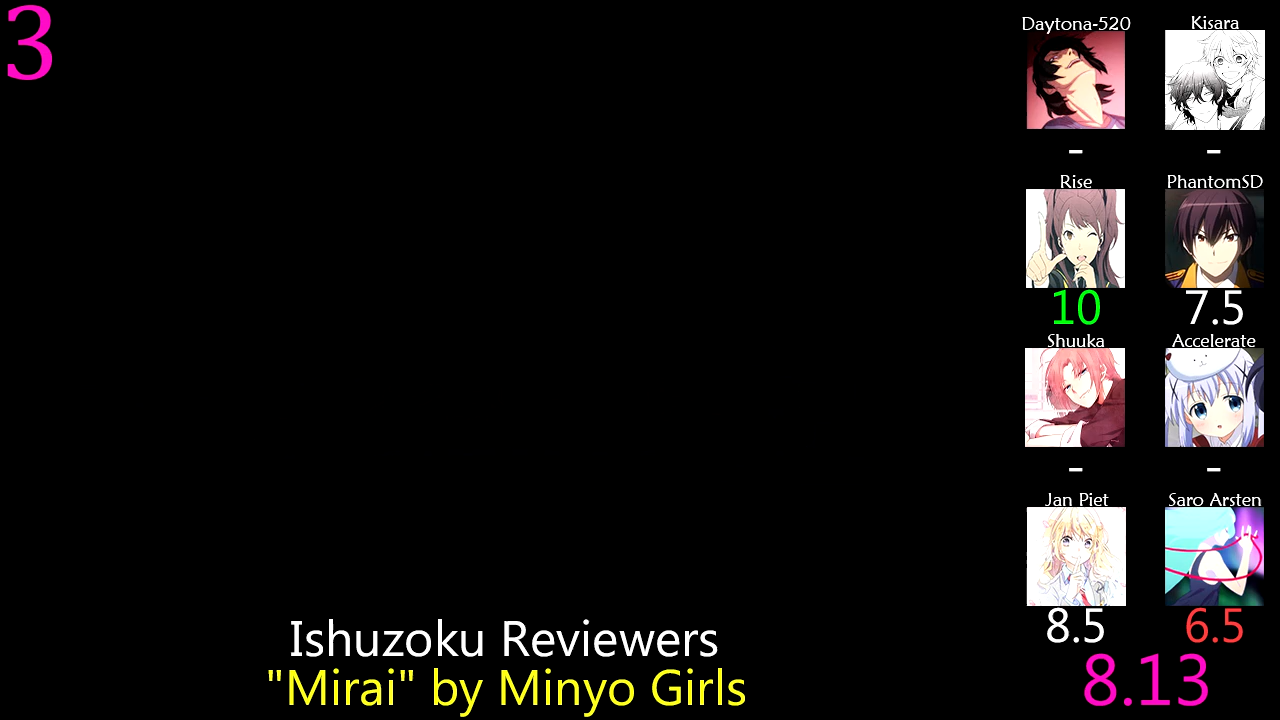 3
Daytona-520
Kisara
-
-
Rise
PhantomSD
10
7.5
Shuuka
Accelerate
-
-
Jan Piet
Saro Arsten
8.5
6.5
8.13
Ishuzoku Reviewers
"Mirai" by Minyo Girls